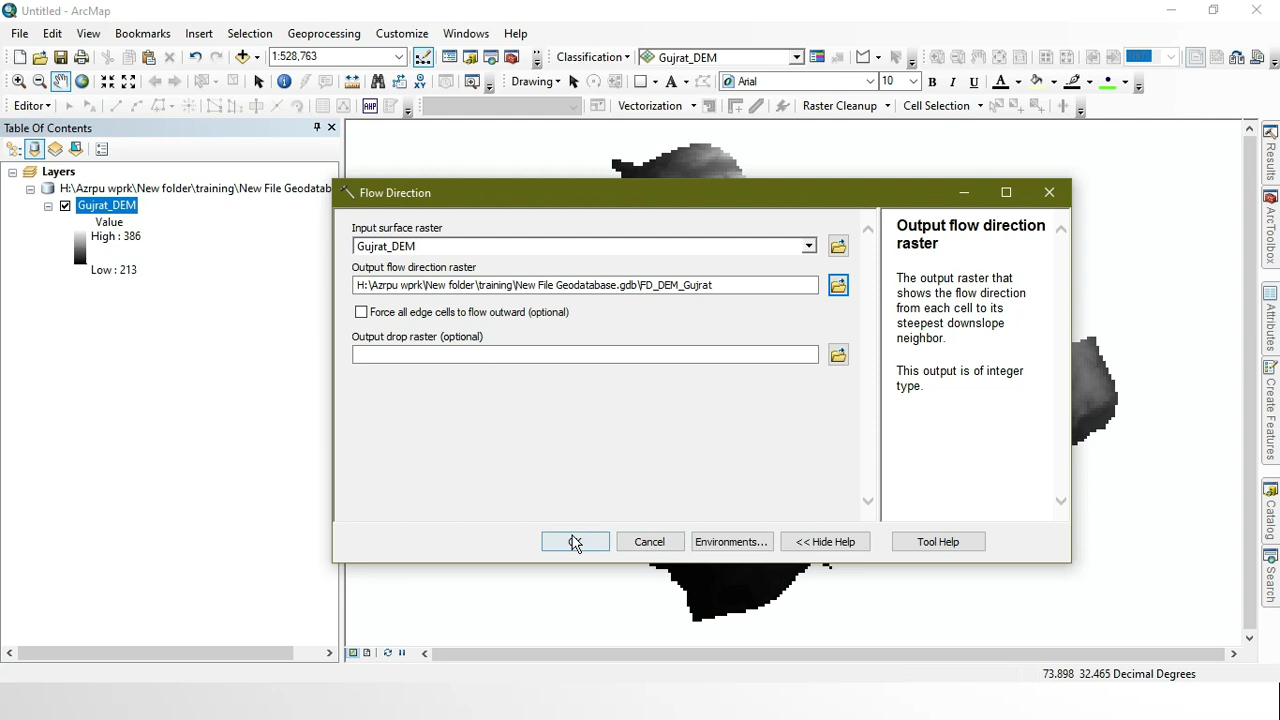 Untitled - ArcMap
File Edit View Bookmarks Insert Selection Geoprocessing Customize Windows Help
1:528,763 Classification Gujrat_DEM
Drawing Arial 10 B I U A
Editor AHP Vectorization Raster Cleanup Cell Selection
Table Of Contents
Layers
H:\Azrpu wprk\New folder\training\New File Geodatab
Gujrat_DEM
Value
High : 386
Low : 213
Flow Direction
Input surface raster
Gujrat_DEM
Output flow direction raster
H:\Azrpu wprk\New folder\training\New File Geodatabase.gdb\FD_DEM_Gujrat
Force all edge cells to flow outward (optional)
Output drop raster (optional)
Cancel
Environments...
<< Hide Help
Tool Help
Output flow direction
raster
The output raster that
shows the flow direction
from each cell to its
steepest downslope
neighbor.
This output is of integer
type.
Results
ArcToolbox
Attributes
Create Features
Catalog
Search
73.898 32.465 Decimal Degrees